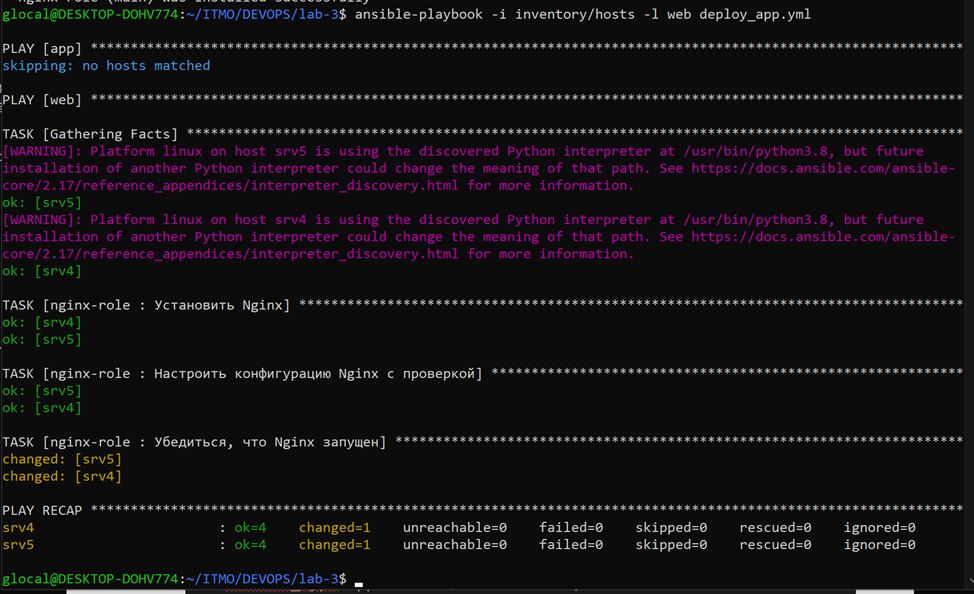 nginx-role (main) was installed successfully
glocal@DESKTOP-DOHV774:~/ITMO/DEVOPS/lab-3$ ansible-playbook -i inventory/hosts -l web deploy_app.yml
PLAY [app] *************************************************************************************************************
skipping: no hosts matched
PLAY [web] *************************************************************************************************************
TASK [Gathering Facts] *************************************************************************************************
[WARNING]: Platform linux on host srv5 is using the discovered Python interpreter at /usr/bin/python3.8, but future
installation of another Python interpreter could change the meaning of that path. See https://docs.ansible.com/ansible-
core/2.17/reference_appendices/interpreter_discovery.html for more information.
ok: [srv5]
[WARNING]: Platform linux on host srv4 is using the discovered Python interpreter at /usr/bin/python3.8, but future
installation of another Python interpreter could change the meaning of that path. See https://docs.ansible.com/ansible-
core/2.17/reference_appendices/interpreter_discovery.html for more information.
ok: [srv4]
TASK [nginx-role : Установить Nginx] ***********************************************************************************
ok: [srv4]
ok: [srv5]
TASK [nginx-role : Настроить конфигурацию Nginx с проверкой] ***********************************************************
ok: [srv5]
ok: [srv4]
TASK [nginx-role : Убедиться, что Nginx запущен] ***********************************************************************
changed: [srv5]
changed: [srv4]
PLAY RECAP *************************************************************************************************************
srv4 : ok=4 changed=1 unreachable=0 failed=0 skipped=0 rescued=0 ignored=0
srv5 : ok=4 changed=1 unreachable=0 failed=0 skipped=0 rescued=0 ignored=0
glocal@DESKTOP-DOHV774:~/ITMO/DEVOPS/lab-3$